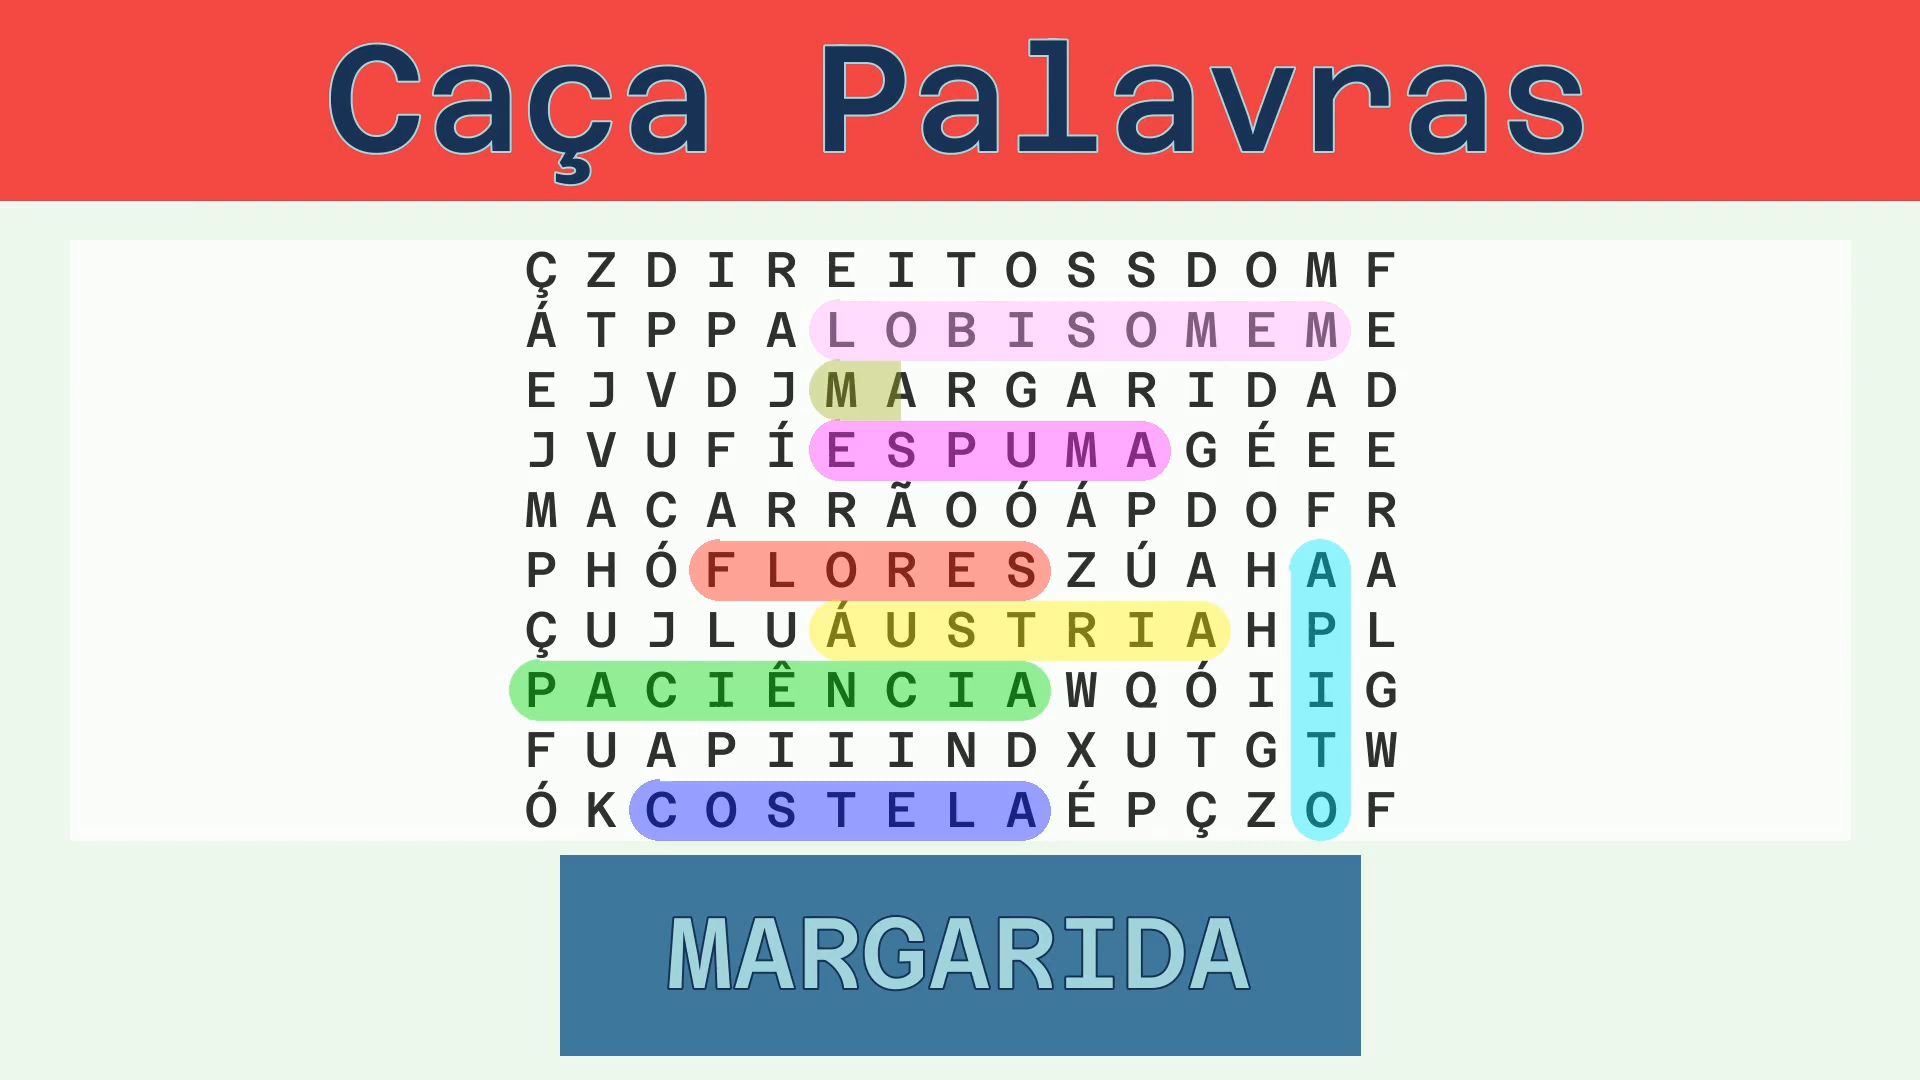 Caça Palavras
Ç Z D I R E I T O S S D O M F
Á T P P A L O B I S O M E M E
E J V D J M A R G A R I D A D
J V U F Í E S P U M A G É E E
M A C A R R Ã O Ó Á P D O F R
P H Ó F L O R E S Z Ú A H A A
Ç U J L U Á U S T R I A H P L
P A C I Ê N C I A W Q Ó I I G
F U A P I I I N D X U T G T W
Ó K C O S T E L A É P Ç Z O F
MARGARIDA